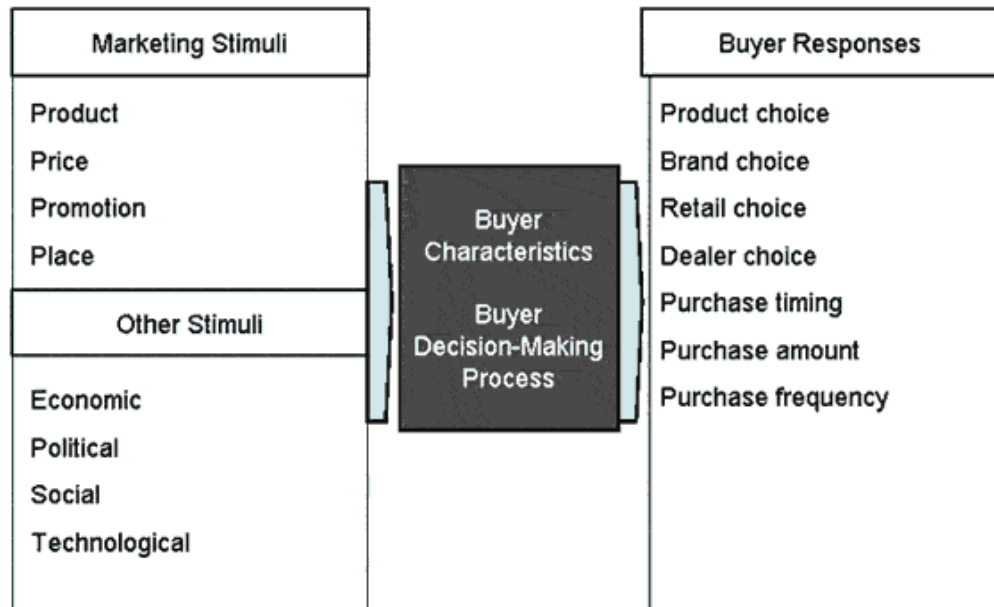 Marketing Stimuli
Product
Price
Promotion
Place
Other Stimuli
Economic
Political
Social
Technological
Buyer
Characteristics
Buyer
Decision-Making
Process
Buyer Responses
Product choice
Brand choice
Retail choice
Dealer choice
Purchase timing
Purchase amount
Purchase frequency